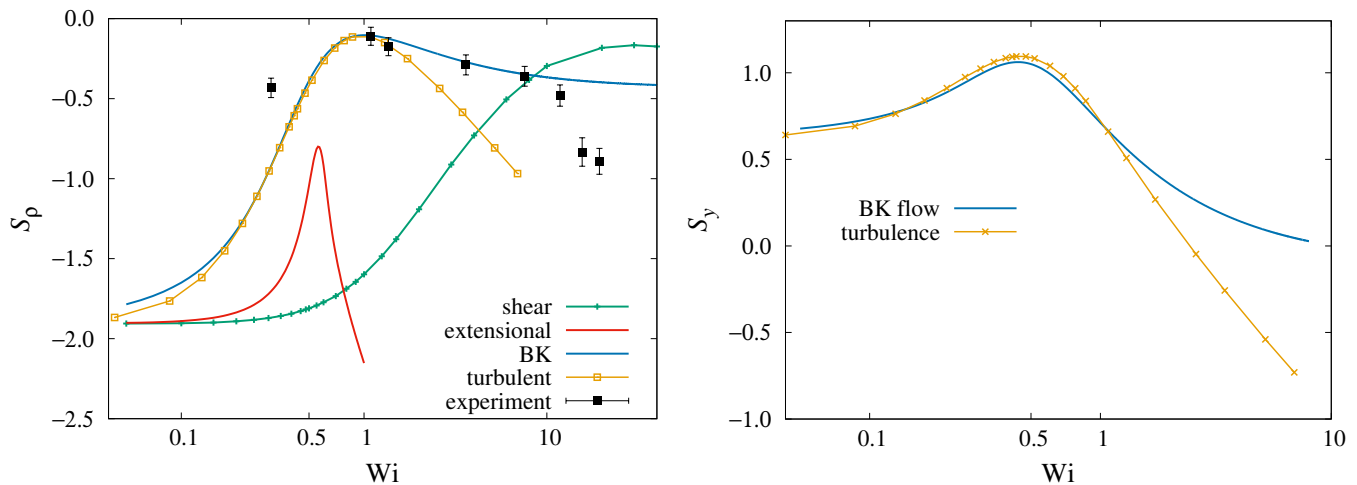 0.0
−0.5
−1.0
−1.5
−2.0
−2.5
S_ρ
0.1 0.5 1 10
Wi
shear
extensional
BK
turbulent
experiment
1.0
0.5
0.0
−0.5
−1.0
S_y
0.1 0.5 1 10
Wi
BK flow
turbulence